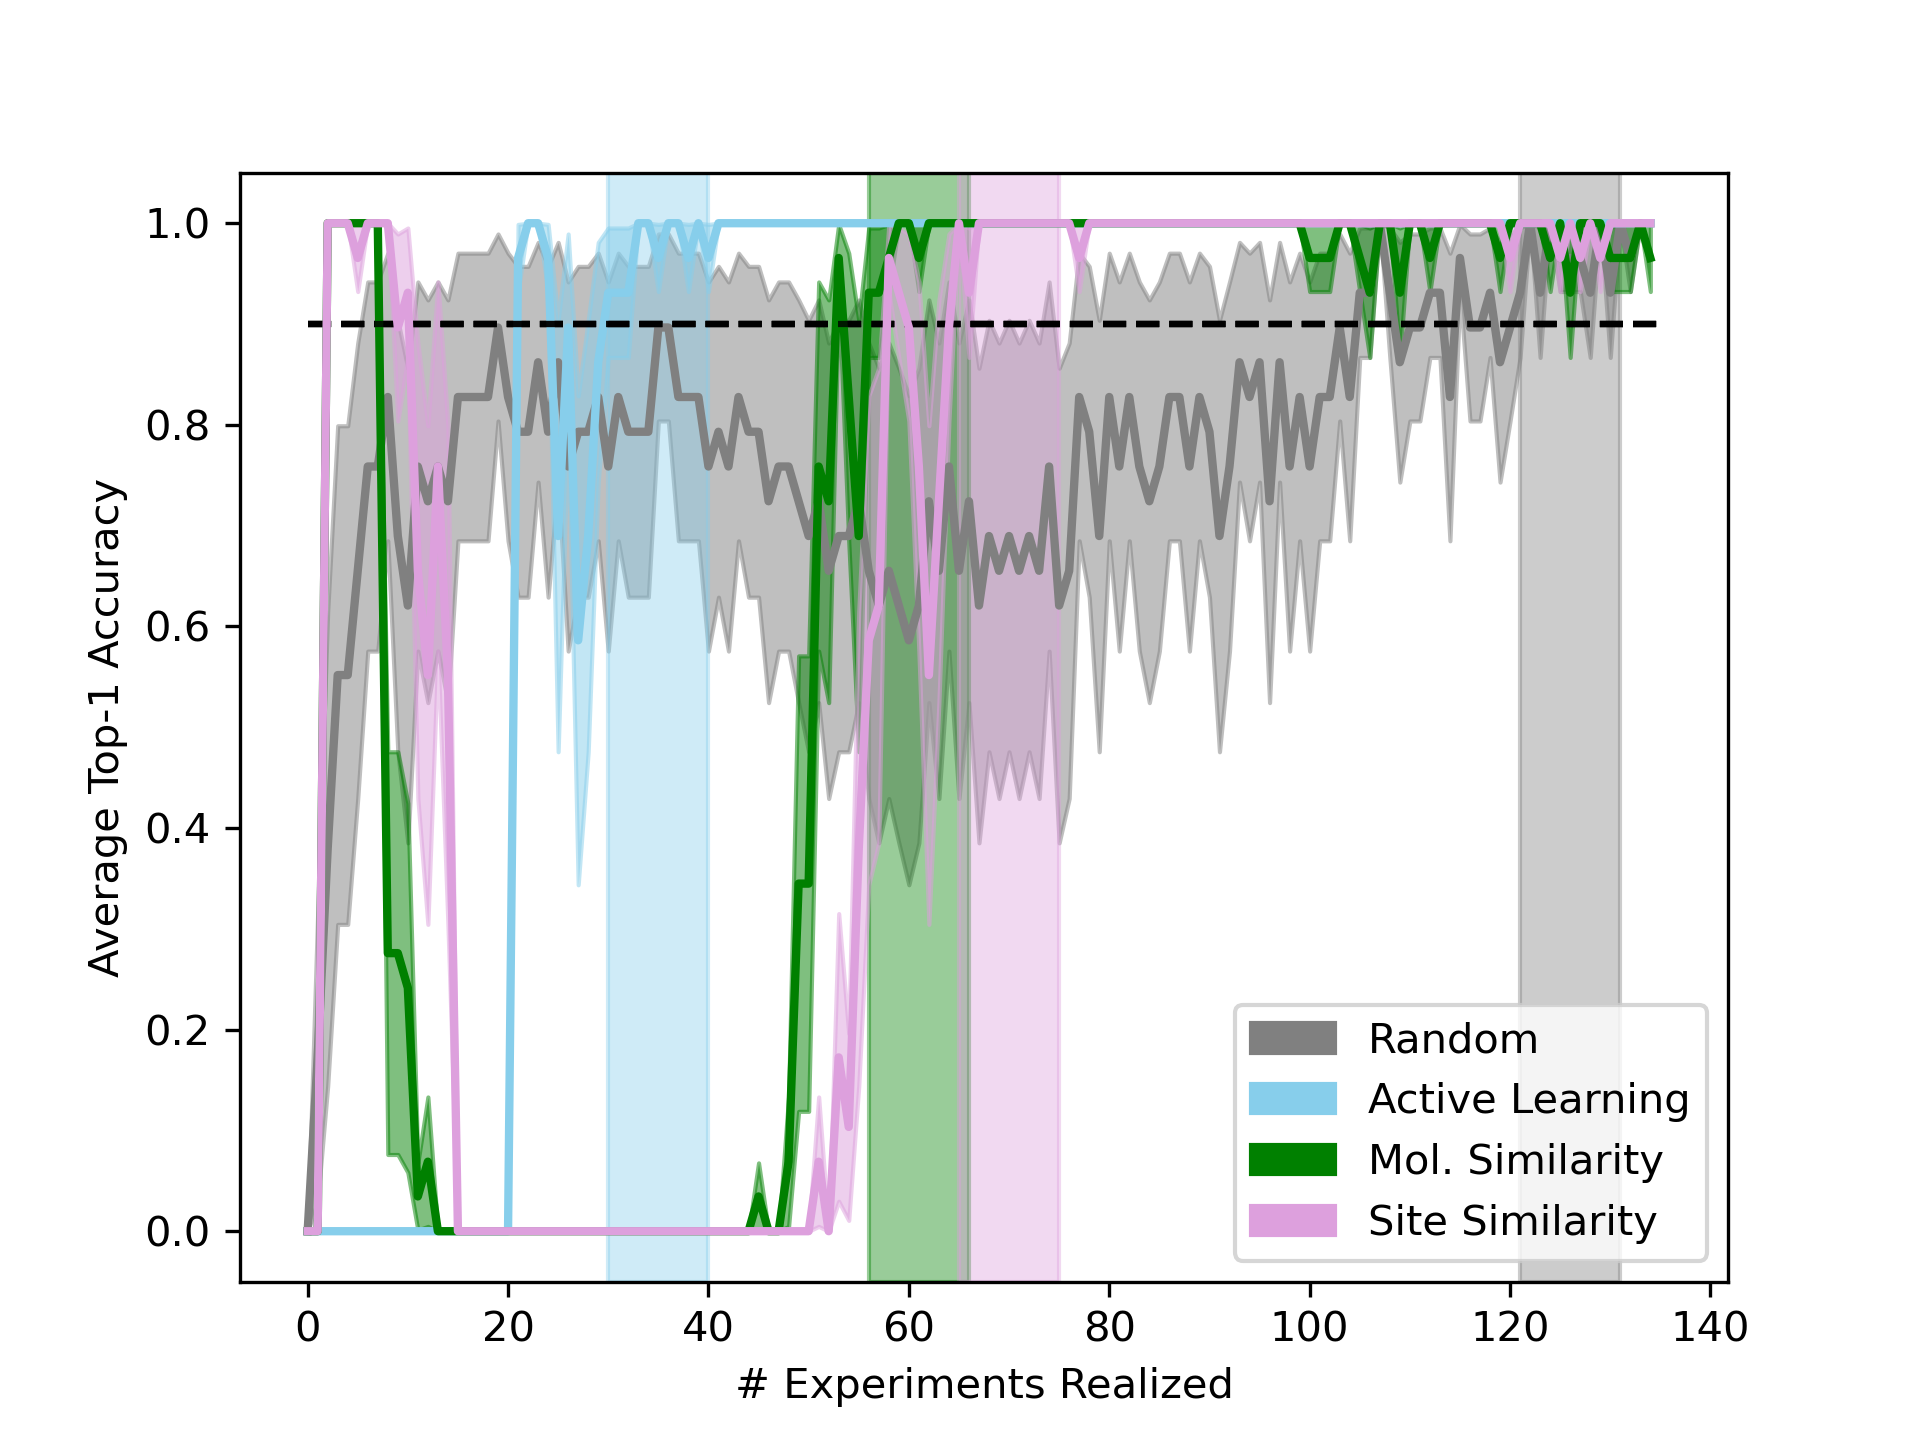 Average Top-1 Accuracy
1.0
0.8
0.6
0.4
0.2
0.0
0 20 40 60 80 100 120 140
# Experiments Realized
Random
Active Learning
Mol. Similarity
Site Similarity